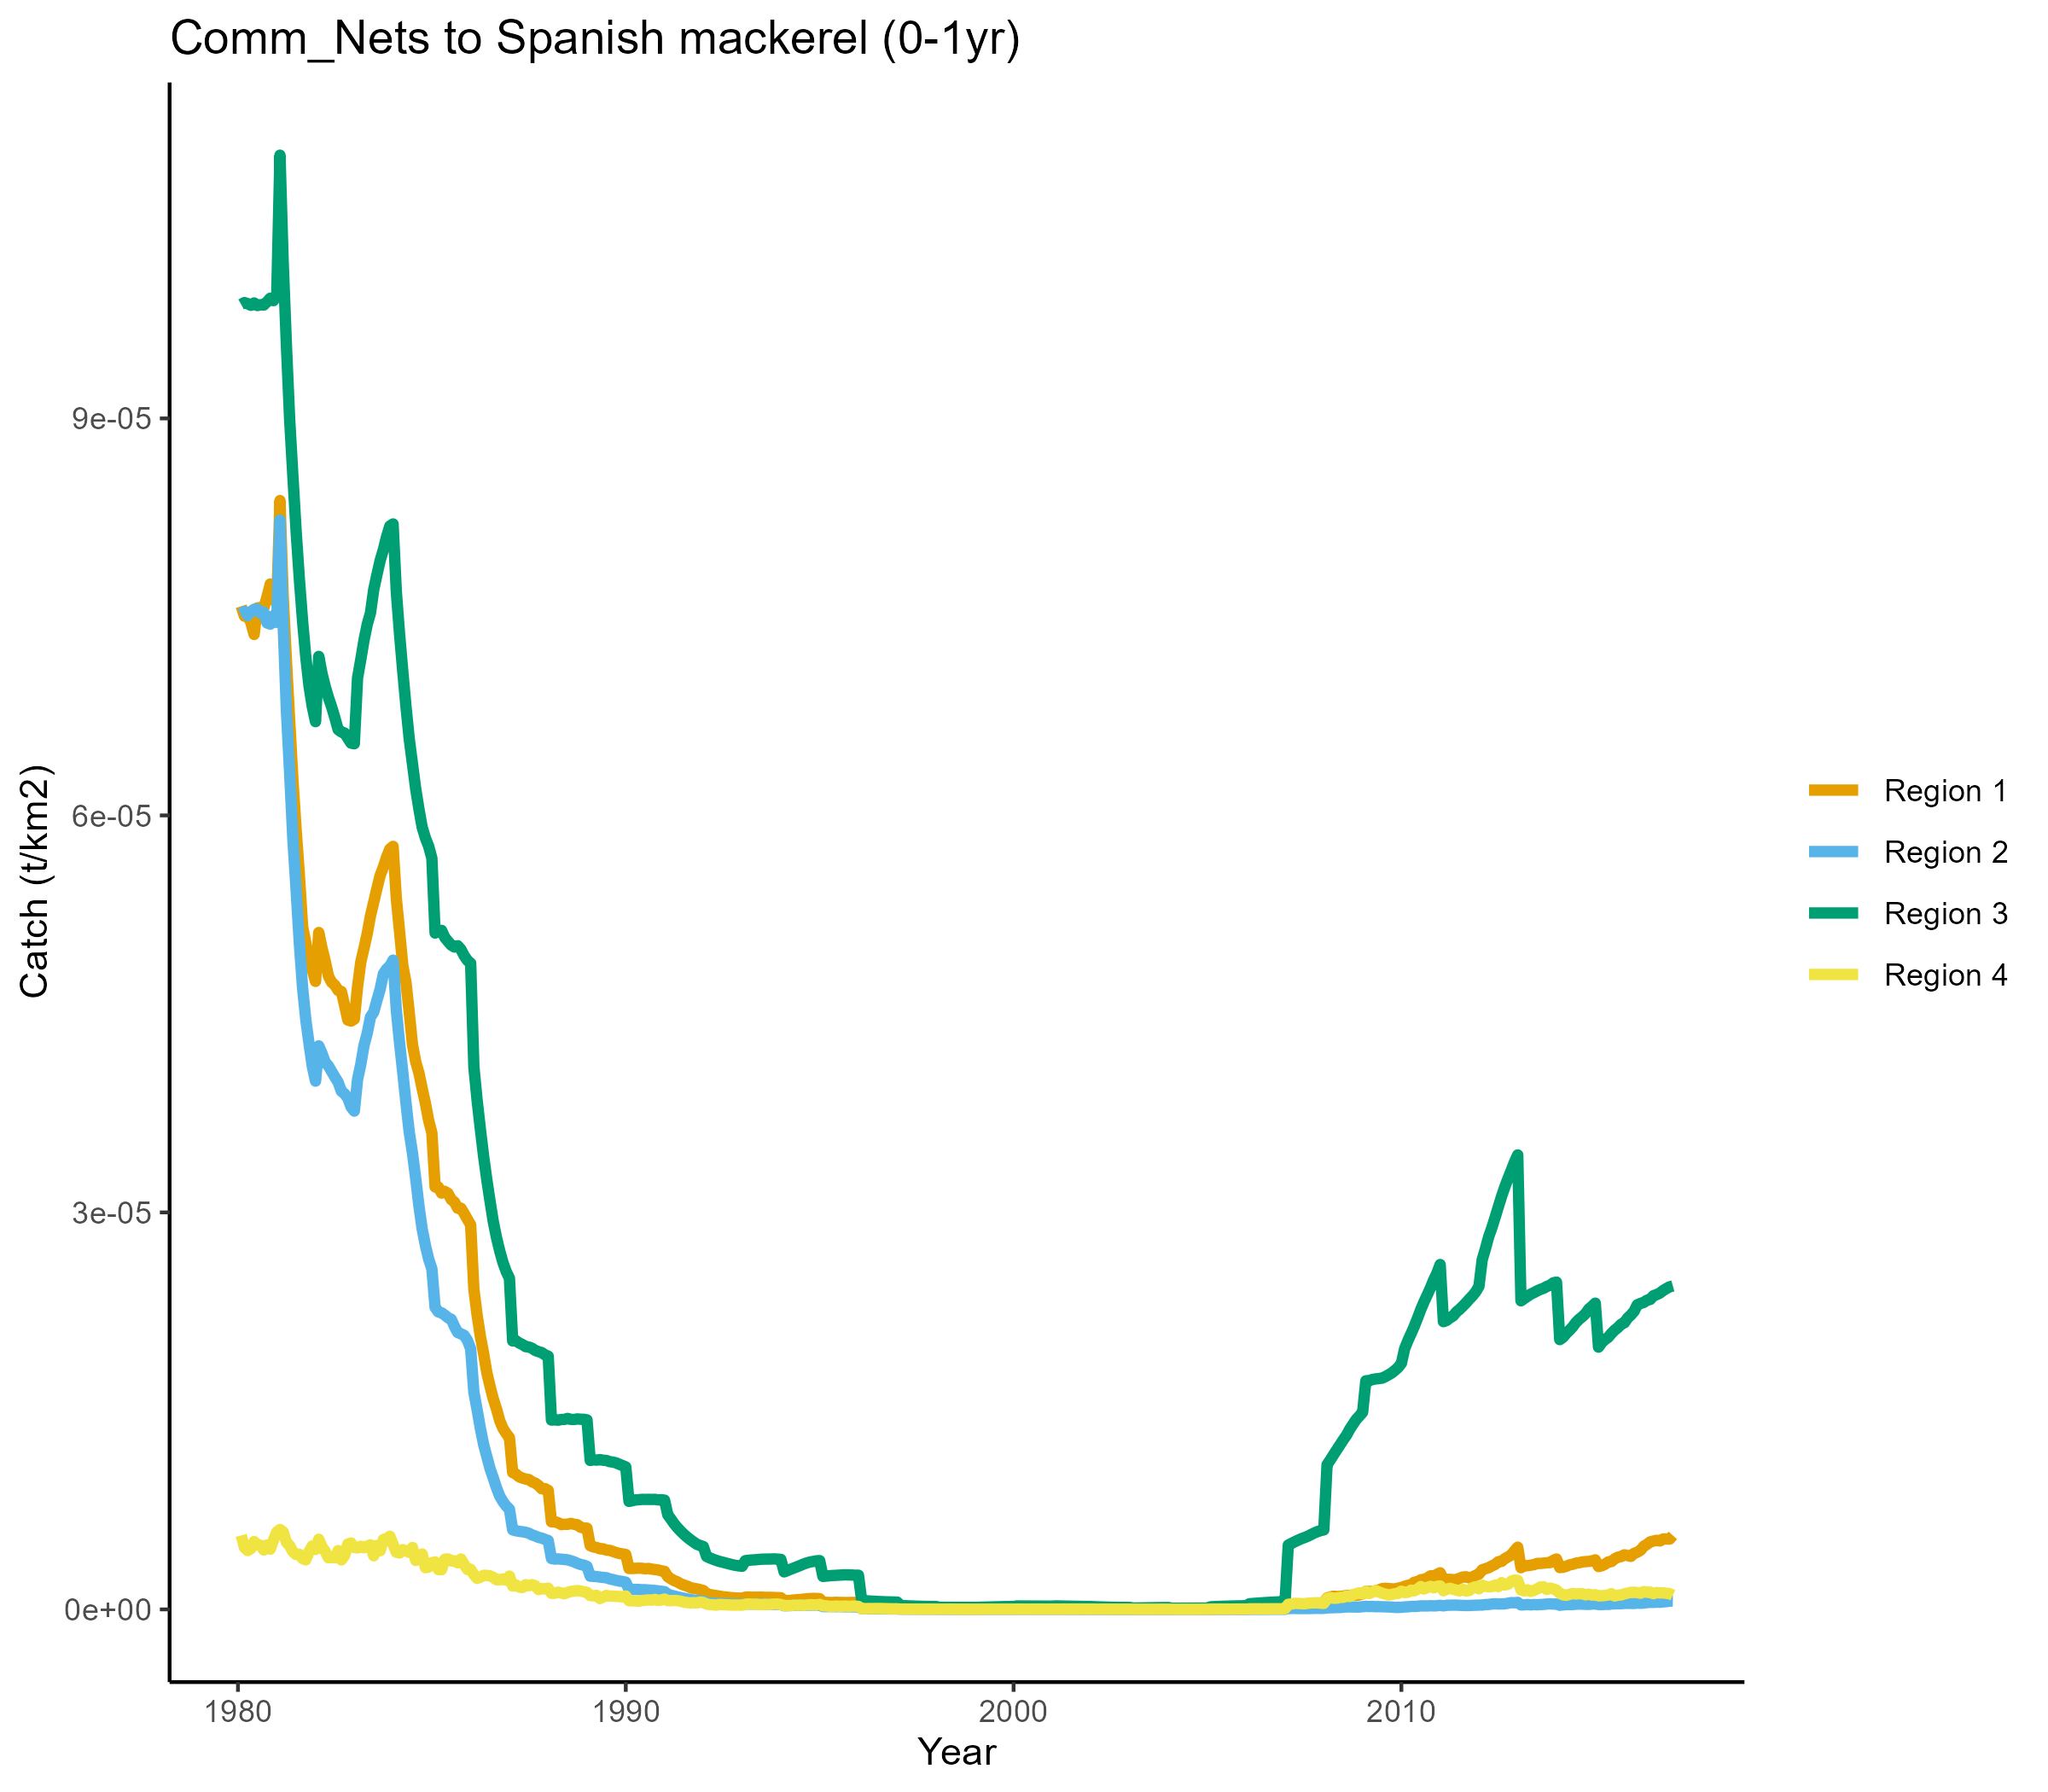 Comm_Nets to Spanish mackerel (0-1yr)
Catch (t/km2)
9e-05
6e-05
3e-05
0e+00
1980
1990
2000
2010
Year
Region 1
Region 2
Region 3
Region 4